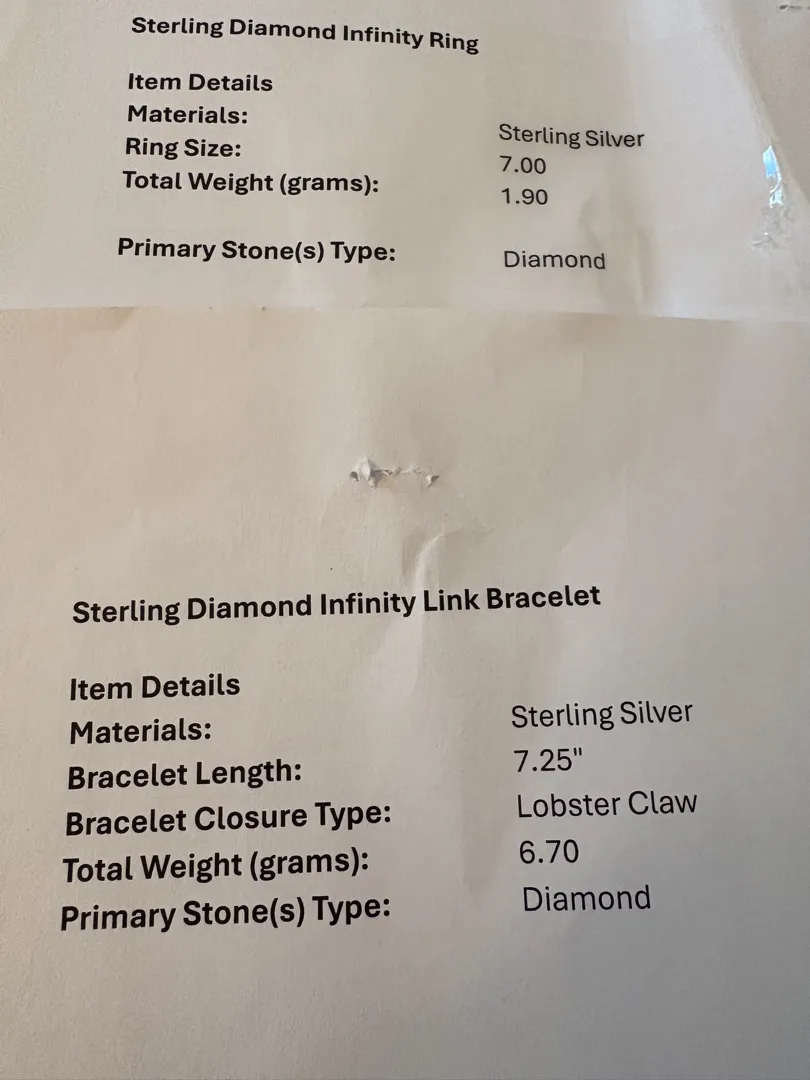 Sterling Diamond Infinity Ring
Item Details
Materials: Sterling Silver
Ring Size: 7.00
Total Weight (grams): 1.90
Primary Stone(s) Type: Diamond
Sterling Diamond Infinity Link Bracelet
Item Details
Materials: Sterling Silver
Bracelet Length: 7.25"
Bracelet Closure Type: Lobster Claw
Total Weight (grams): 6.70
Primary Stone(s) Type: Diamond